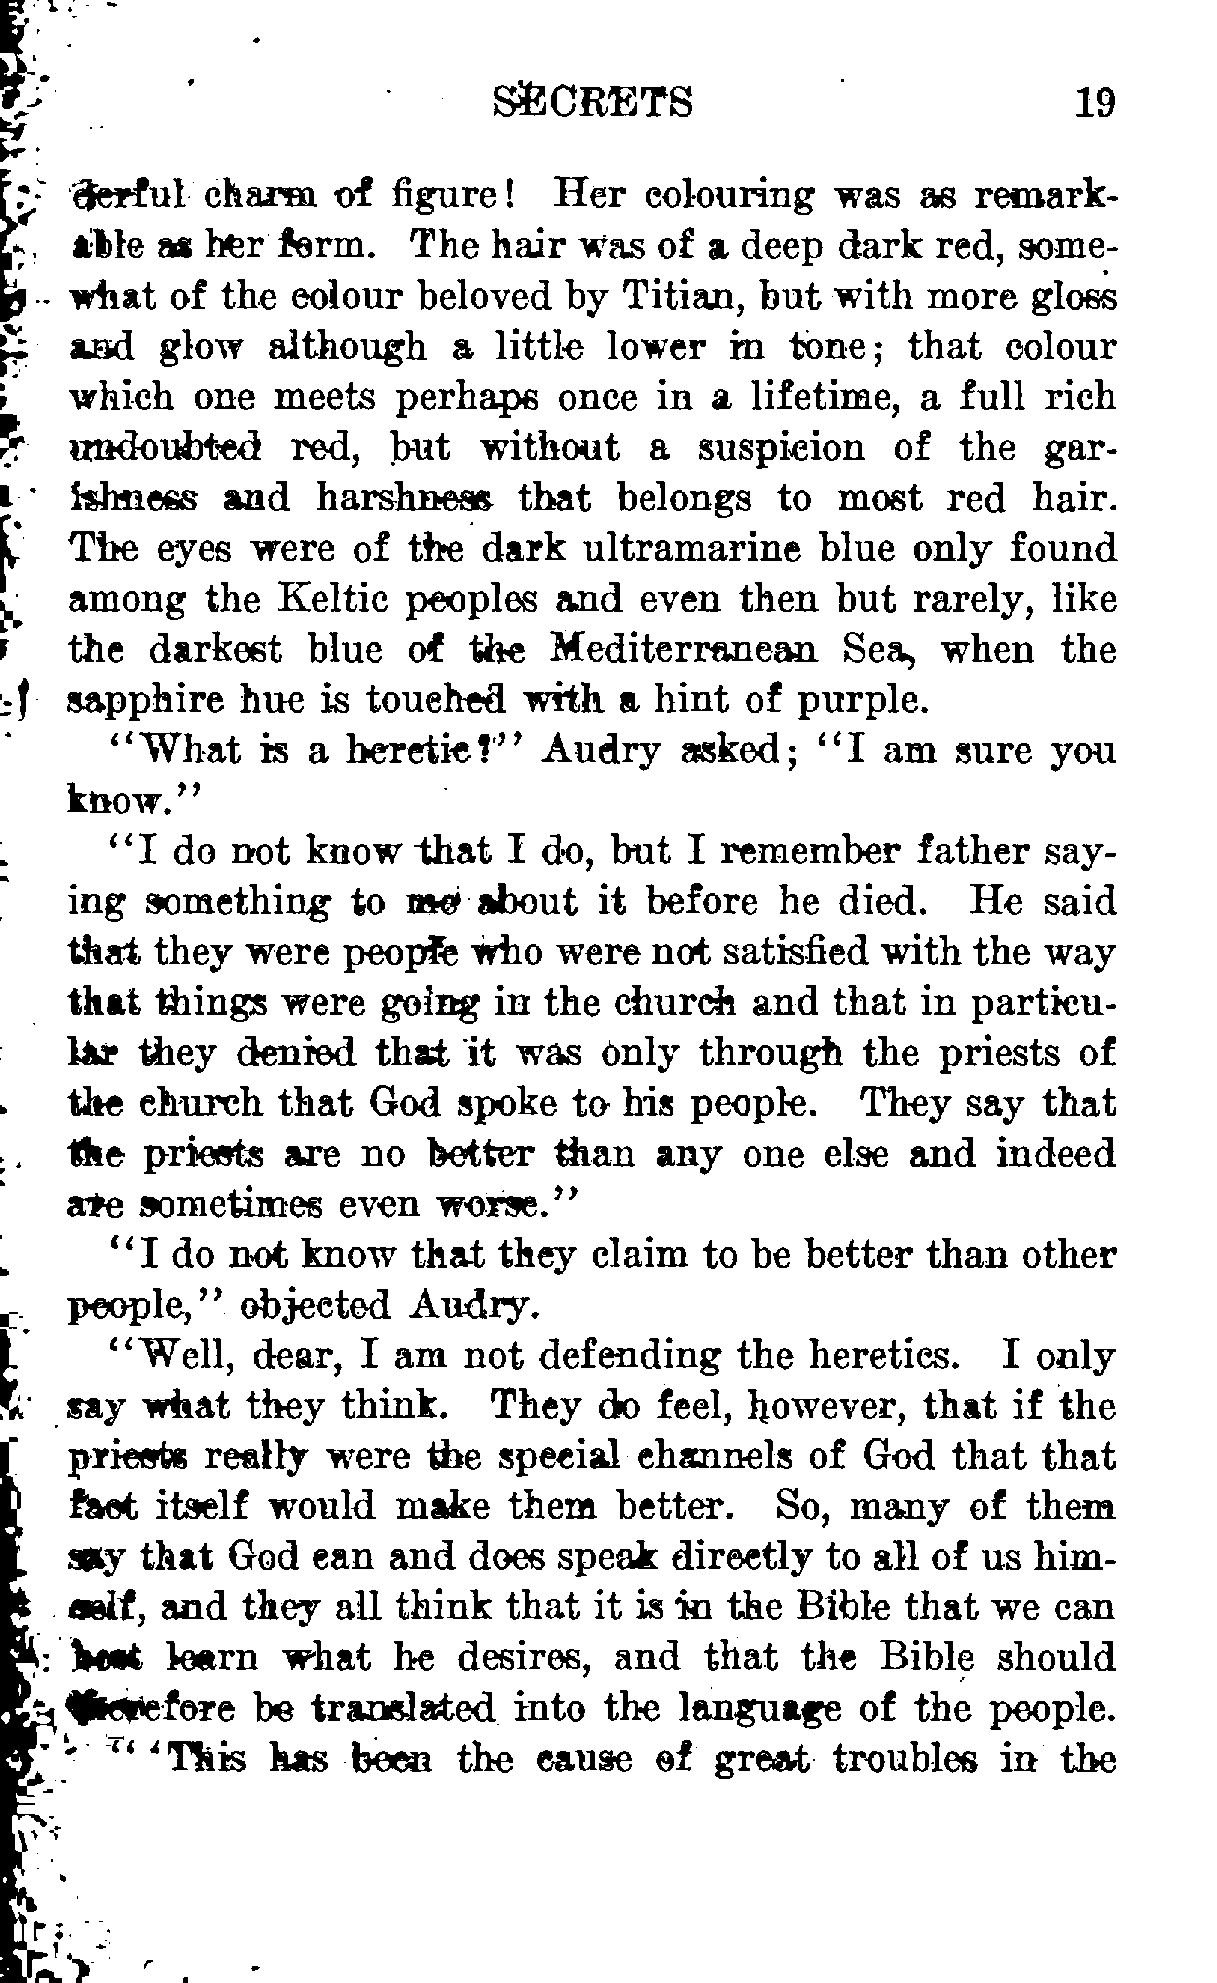 SECRETS 19
derful charm of figure! Her colouring was as remark-
able as her form. The hair was of a deep dark red, some-
what of the colour beloved by Titian, but with more gloss
and glow although a little lower in tone; that colour
which one meets perhaps once in a lifetime, a full rich
undoubted red, but without a suspicion of the gar-
ishness and harshness that belongs to most red hair.
The eyes were of the dark ultramarine blue only found
among the Keltic peoples and even then but rarely, like
the darkest blue of the Mediterranean Sea, when the
sapphire hue is touched with a hint of purple.
"What is a heretic?" Audry asked; "I am sure you
know."
"I do not know that I do, but I remember father say-
ing something to me about it before he died. He said
that they were people who were not satisfied with the way
that things were going in the church and that in particu-
lar they denied that it was only through the priests of
the church that God spoke to his people. They say that
the priests are no better than any one else and indeed
are sometimes even worse."
"I do not know that they claim to be better than other
people," objected Audry.
"Well, dear, I am not defending the heretics. I only
say what they think. They do feel, however, that if the
priests really were the special channels of God that that
fact itself would make them better. So, many of them
say that God can and does speak directly to all of us him-
self, and they all think that it is in the Bible that we can
best learn what he desires, and that the Bible should
therefore be translated into the language of the people.
"'This has been the cause of great troubles in the